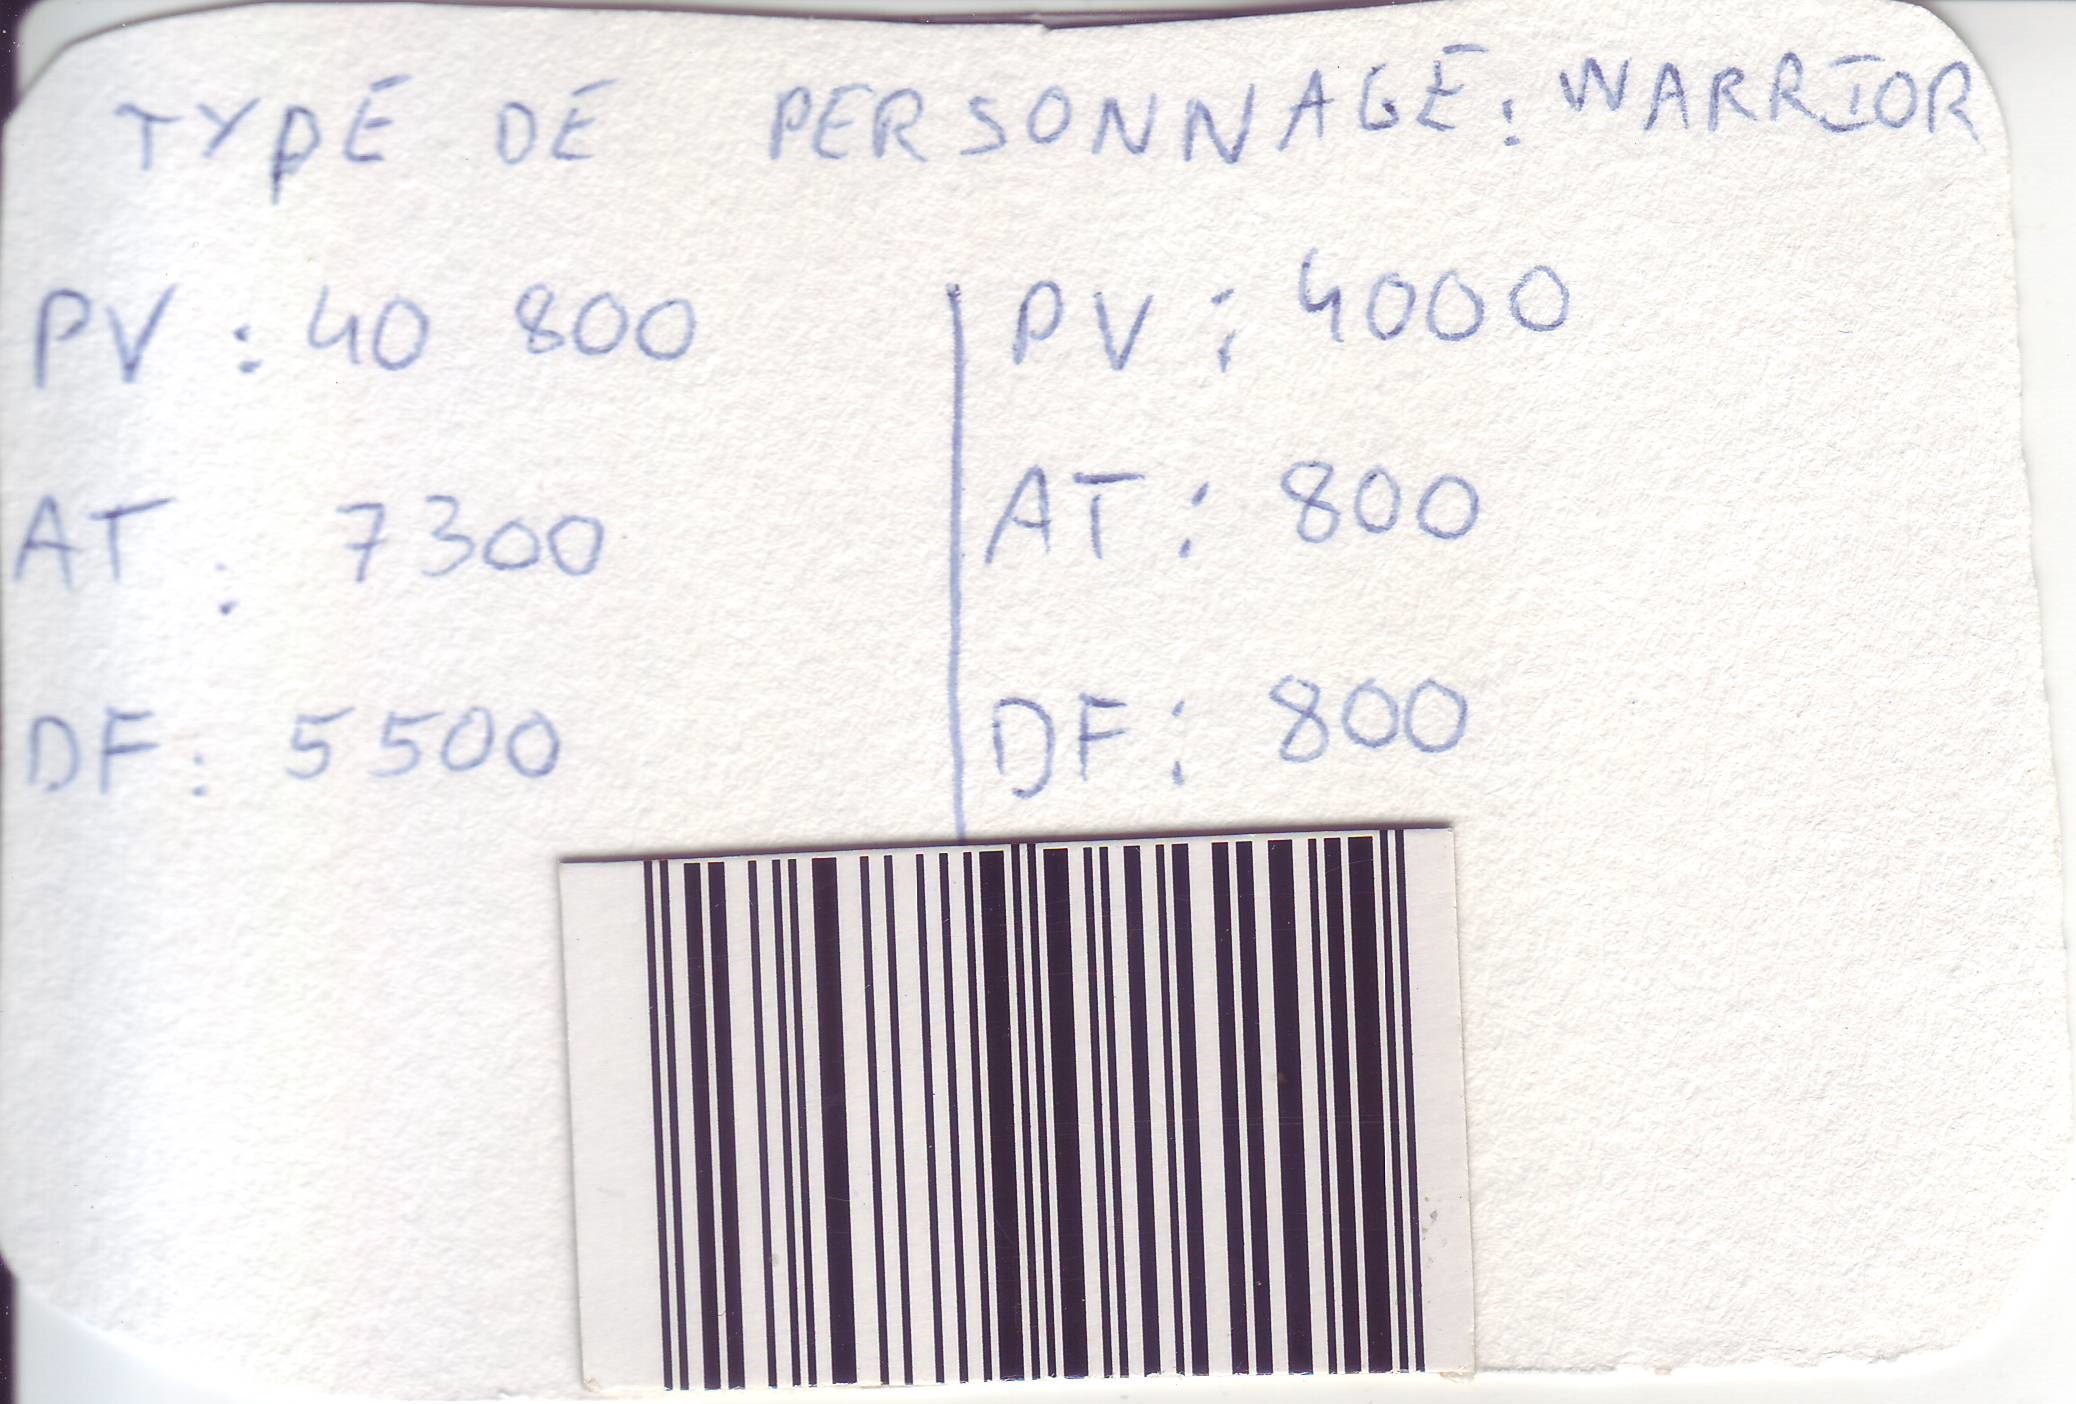 TYPE DE PERSONNAGE: WARRIOR
PV : 40 800
AT : 7300
DF : 5500
PV : 4000
AT : 800
DF : 800